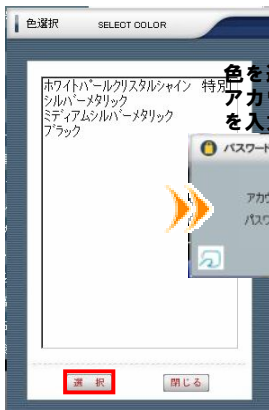 色選択 SELECT COLOR
ホワイトパールクリスタルシャイン 特別
シルバーメタリック
ミディアムシルバーメタリック
ブラック
色を
アカ
を入
パスワード
アカ
パスワ
選 択
閉じる